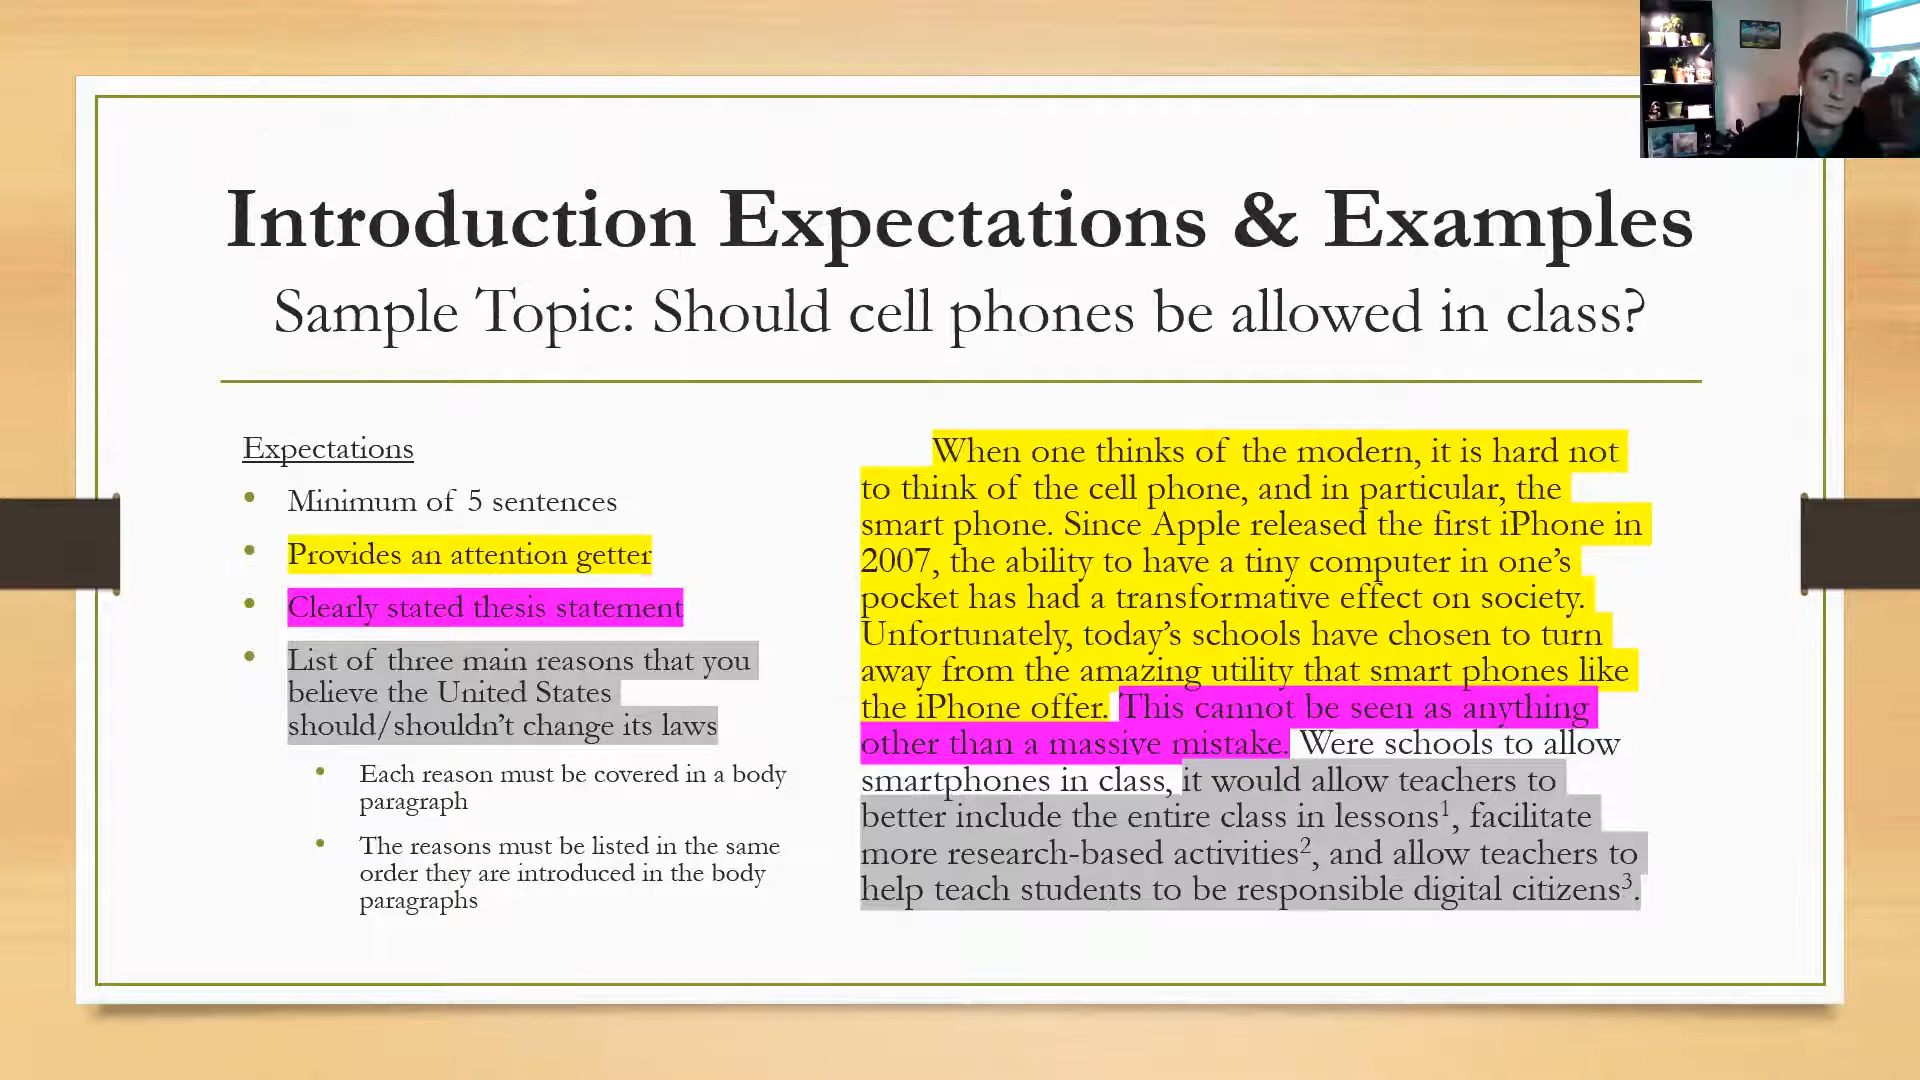 Introduction Expectations & Examples
Sample Topic: Should cell phones be allowed in class?
Expectations
• Minimum of 5 sentences
• Provides an attention getter
• Clearly stated thesis statement
• List of three main reasons that you
believe the United States
should/shouldn't change its laws
• Each reason must be covered in a body
paragraph
• The reasons must be listed in the same
order they are introduced in the body
paragraphs
When one thinks of the modern, it is hard not
to think of the cell phone, and in particular, the
smart phone. Since Apple released the first iPhone in
2007, the ability to have a tiny computer in one's
pocket has had a transformative effect on society.
Unfortunately, today's schools have chosen to turn
away from the amazing utility that smart phones like
the iPhone offer. This cannot be seen as anything
other than a massive mistake. Were schools to allow
smartphones in class, it would allow teachers to
better include the entire class in lessons¹, facilitate
more research-based activities², and allow teachers to
help teach students to be responsible digital citizens³.